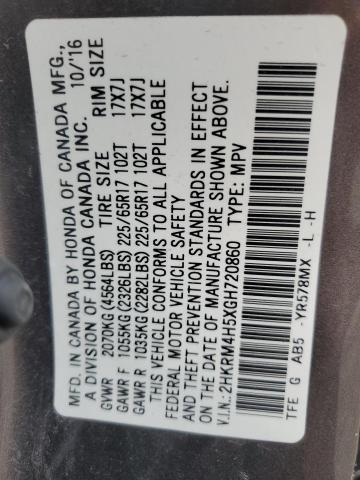 MFD. IN CANADA BY HONDA OF CANADA MFG.,
A DIVISION OF HONDA CANADA INC. 10/'16
GVWR 2070KG (4564LBS) TIRE SIZE RIM SIZE
GAWR F 1055KG (2326LBS) 225/65R17 102T 17X7J
GAWR R 1035KG (2282LBS) 225/65R17 102T 17X7J
THIS VEHICLE CONFORMS TO ALL APPLICABLE
FEDERAL MOTOR VEHICLE SAFETY
AND THEFT PREVENTION STANDARDS IN EFFECT
ON THE DATE OF MANUFACTURE SHOWN ABOVE.
V.I.N.:2HKRM4H5XGH720860 TYPE: MPV
TFE G AB5 -YR578MX -L -H